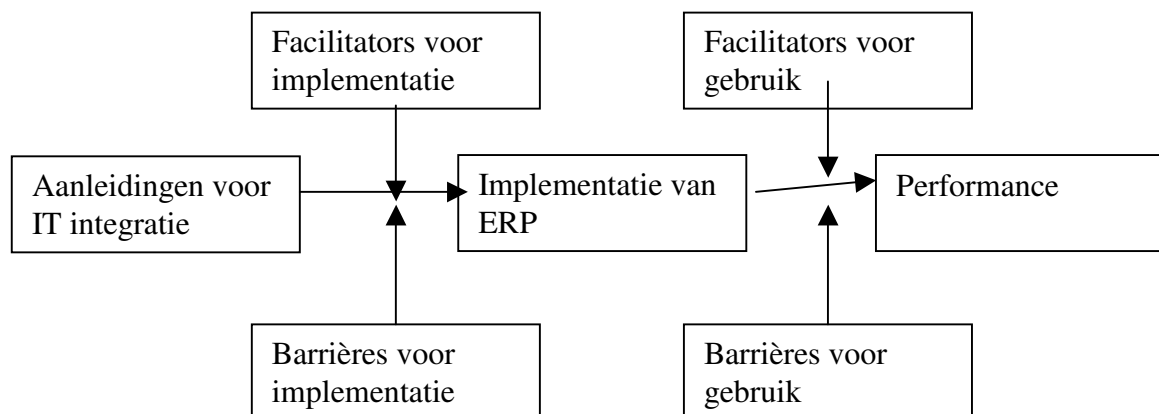 Facilitators voor
implementatie
Facilitators voor
gebruik
Aanleidingen voor
IT integratie
Implementatie van
ERP
Performance
Barrières voor
implementatie
Barrières voor
gebruik